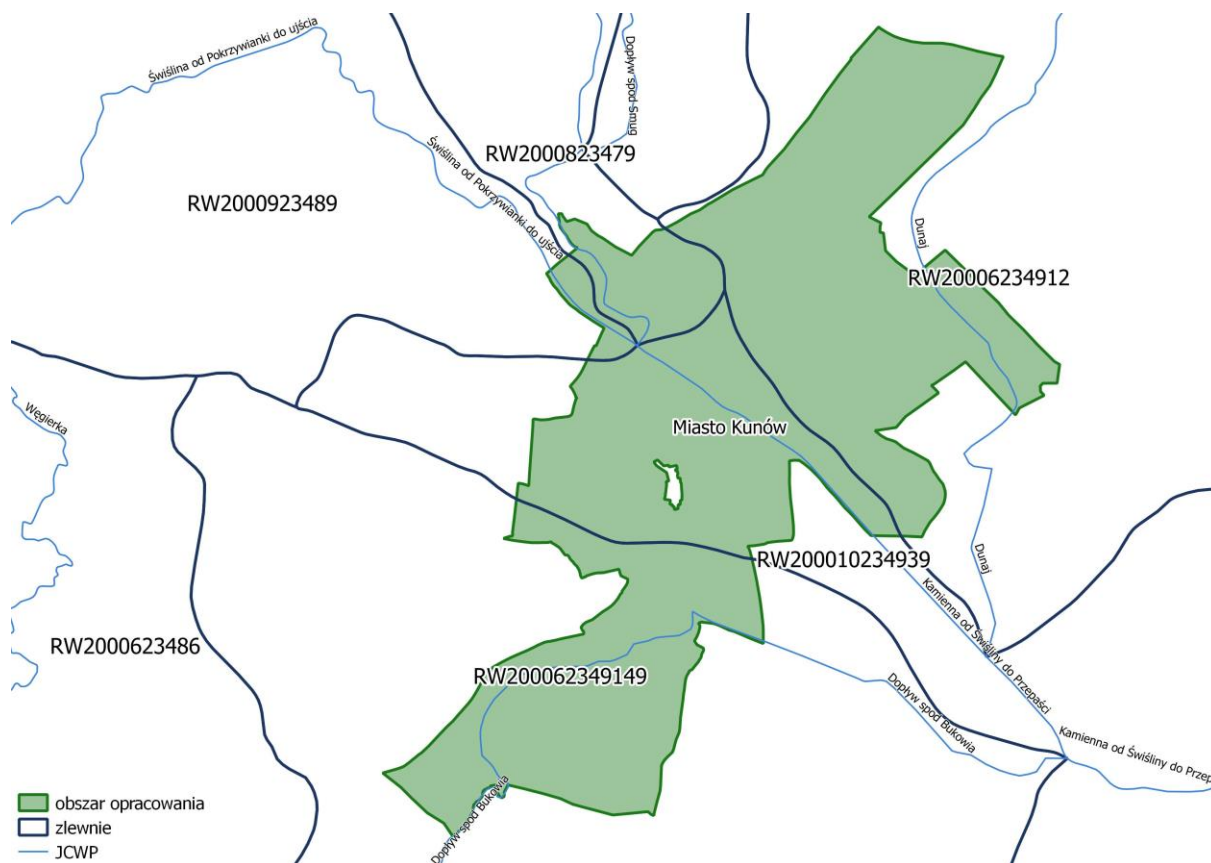 Świślina od Pokrzywianki do ujścia
Dopływ spod Smug
RW2000823479
Świślina od Pokrzywianki do ujścia
RW2000923489
Dunaj
RW20006234912
Węgierka
Miasto Kunów
RW200010234939
Dunaj
Kamienna od Świśliny do Przepaści
RW2000623486
RW200062349149
Dopływ spod Bukowia
Kamienna od Świśliny do Przep
Dopływ spod Bukowia
obszar opracowania
zlewnie
JCWP